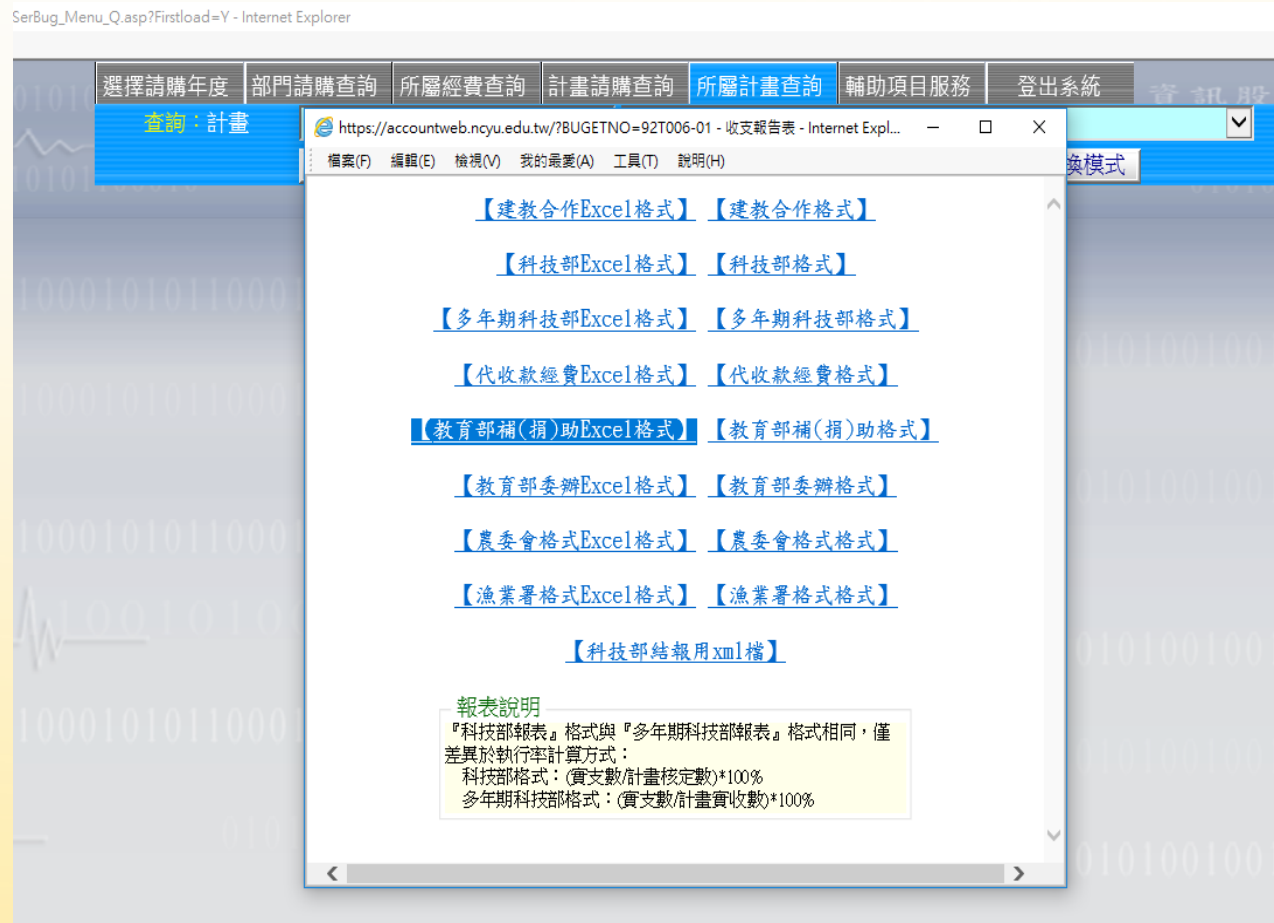 SerBug_Menu_Q.asp?Firstload=Y - Internet Explorer
選擇請購年度 部門請購查詢 所屬經費查詢 計畫請購查詢 所屬計畫查詢 輔助項目服務 登出系統
資訊股
查詢：計畫
https://accountweb.ncyu.edu.tw/?BUGETNO=92T006-01 - 收支報告表 - Internet Expl...
換模式
檔案(F) 編輯(E) 檢視(V) 我的最愛(A) 工具(T) 說明(H)
【建教合作Excel格式】 【建教合作格式】
【科技部Excel格式】 【科技部格式】
【多年期科技部Excel格式】 【多年期科技部格式】
【代收款經費Excel格式】 【代收款經費格式】
【教育部補(捐)助Excel格式】 【教育部補(捐)助格式】
【教育部委辦Excel格式】 【教育部委辦格式】
【農委會格式Excel格式】 【農委會格式格式】
【漁業署格式Excel格式】 【漁業署格式格式】
【科技部結報用xml檔】
報表說明
『科技部報表』格式與『多年期科技部報表』格式相同，僅
差異於執行率計算方式：
科技部格式：(實支數/計畫核定數)*100%
多年期科技部格式：(實支數/計畫實收數)*100%